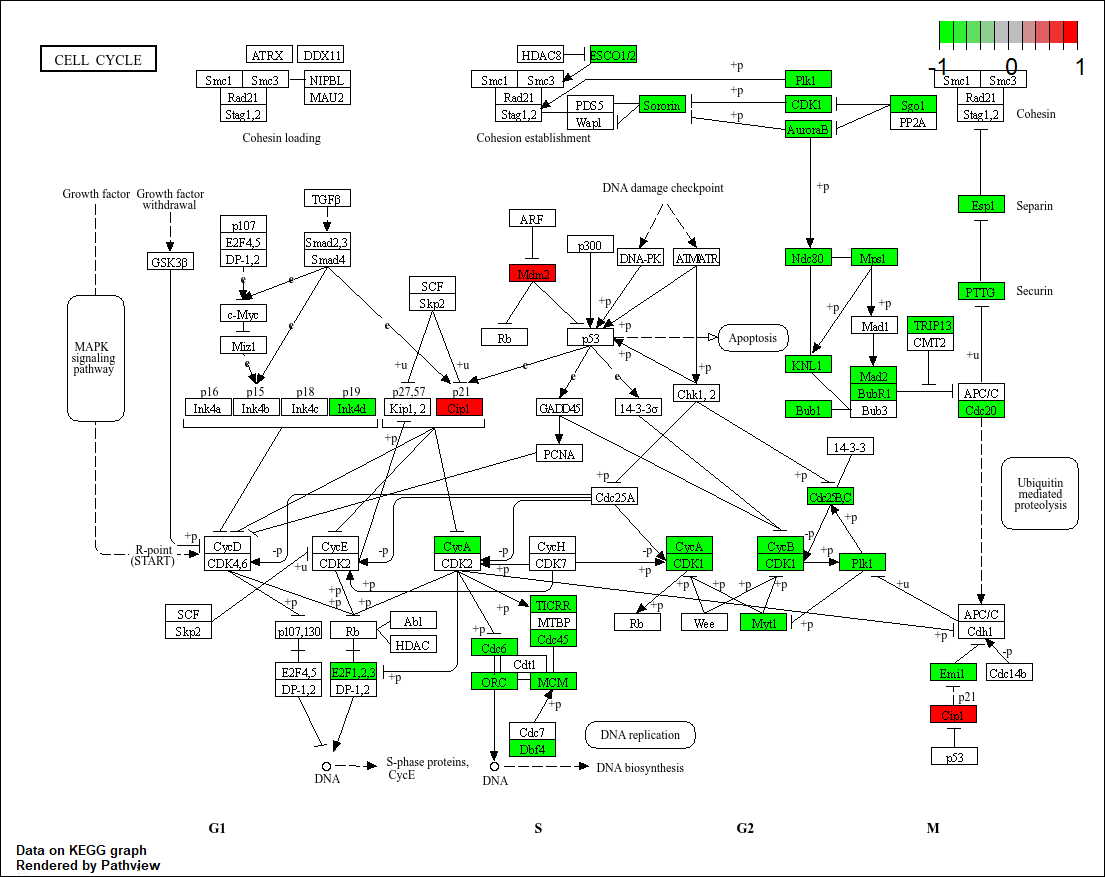 CELL CYCLE
ATRX
DDX11
Smc1
Smc3
NIPBL
Rad21
MAU2
Stag1,2
Cohesin loading
HDAC8
ESCO1/2
Smc1
Smc3
Rad21
Stag1,2
PDS5
Wapl
Sororin
Cohesion establishment
+p
Plk1
+p
CDK1
+p
AuroraB
Sgo1
PP2A
-1
0
1
Smc1
Smc3
Rad21
Stag1,2
Cohesin
Growth factor
Growth factor
withdrawal
GSK3β
p107
E2F4,5
DP-1,2
TGFβ
Smad2,3
Smad4
e
e
e
c-Myc
Miz1
e
MAPK
signaling
pathway
ARF
Mdm2
Rb
p300
DNA damage checkpoint
DNA-PK
ATM/ATR
+p
+p
+p
+p
p53
Apoptosis
SCF
Skp2
+u
+u
e
e
e
+p
Esp1
Separin
Ndc80
Mps1
PTTG
Securin
+p
+p
Mad1
TRIP13
CMT2
+u
KNL1
Mad2
BubR1
Bub3
Bub1
APC/C
Cdc20
p16
p15
p18
p19
Ink4a
Ink4b
Ink4c
Ink4d
p27,57
p21
Kip1, 2
Cip1
GADD45
14-3-3σ
Chk1, 2
+p
PCNA
14-3-3
+p
+p
Cdc25A
Cdc25B,C
Ubiquitin
mediated
proteolysis
R-point
(START)
+p
CycD
CDK4,6
-p
+u
CycE
CDK2
-p
+p
CycA
CDK2
-p
+p
CycH
CDK7
-p
+p
CycA
CDK1
CycB
CDK1
-p
+p
Plk1
+p
+u
SCF
Skp2
+p
+p
+p
p107,130
Rb
Abl
HDAC
E2F4,5
DP-1,2
E2F1,2,3
DP-1,2
+p
+p
+p
TICRR
MTBP
Cdc45
Cdc6
Cdt1
ORC
MCM
+p
Cdc7
Dbf4
+p
Rb
+p
Wee
+p
+p
Myt1
+p
+p
APC/C
Cdh1
-p
Emi1
Cdc14b
p21
Cip1
p53
DNA replication
DNA
S-phase proteins,
CycE
DNA
DNA biosynthesis
G1
S
G2
M
Data on KEGG graph
Rendered by Pathview